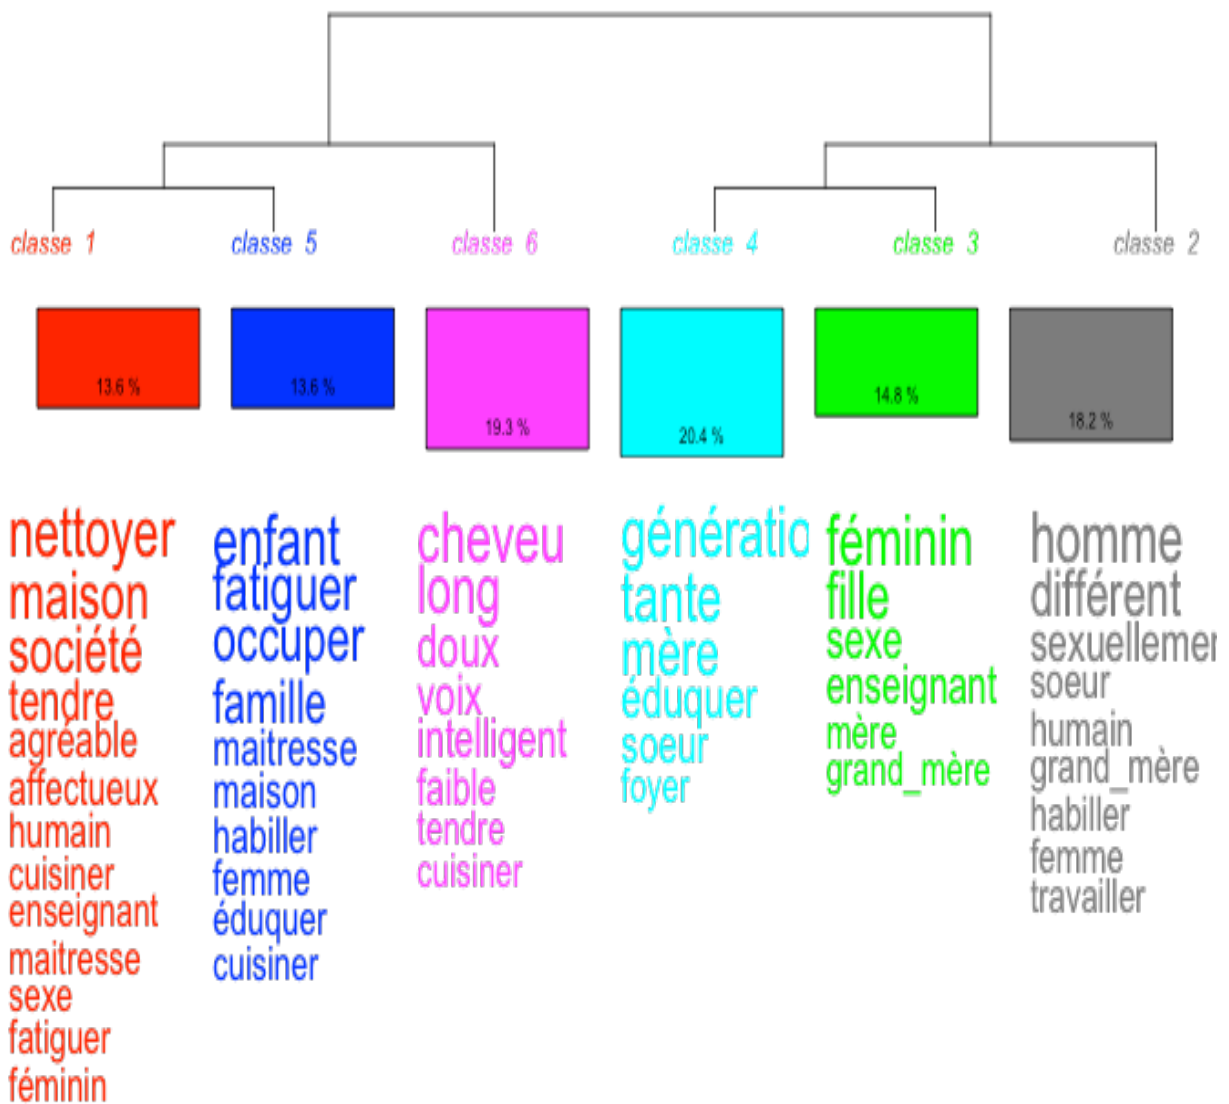 classe 1
classe 5
classe 6
classe 4
classe 3
classe 2
13.6 %
13.6 %
19.3 %
20.4 %
14.8 %
18.2 %
nettoyer
maison
société
tendre
agréable
affectueux
humain
cuisiner
enseignant
maitresse
sexe
fatiguer
féminin
enfant
fatiguer
occuper
famille
maitresse
maison
habiller
femme
éduquer
cuisiner
cheveu
long
doux
voix
intelligent
faible
tendre
cuisiner
génératio
tante
mère
éduquer
soeur
foyer
féminin
fille
sexe
enseignant
mère
grand_mère
homme
différent
sexuellemer
soeur
humain
grand_mère
habiller
femme
travailler